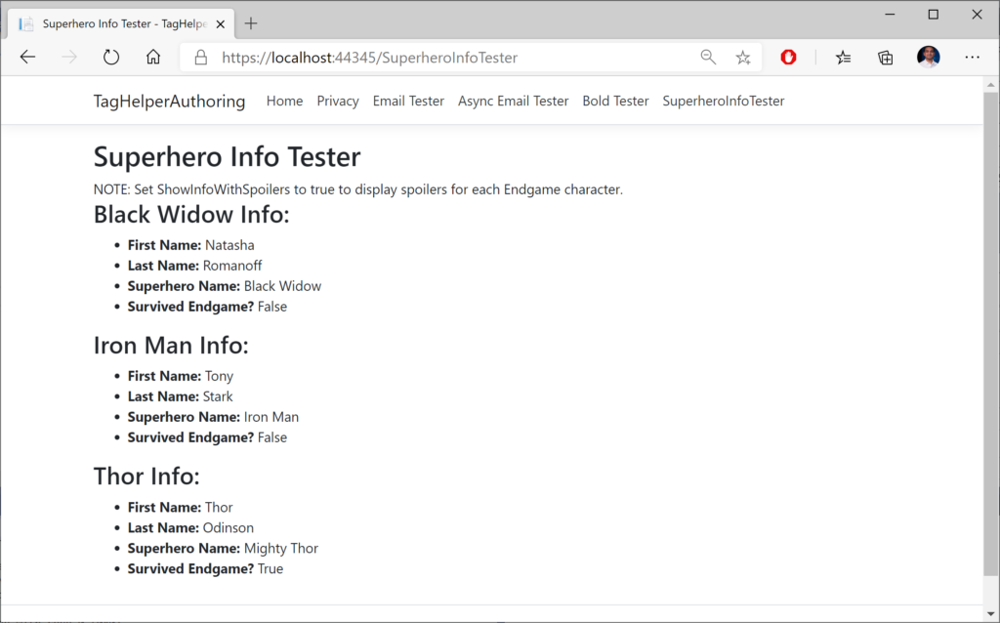 Superhero Info Tester - TagHelpe
https://localhost:44345/SuperheroInfoTester
TagHelperAuthoring Home Privacy Email Tester Async Email Tester Bold Tester SuperheroInfoTester
Superhero Info Tester
NOTE: Set ShowInfoWithSpoilers to true to display spoilers for each Endgame character.
Black Widow Info:
• First Name: Natasha
• Last Name: Romanoff
• Superhero Name: Black Widow
• Survived Endgame? False
Iron Man Info:
• First Name: Tony
• Last Name: Stark
• Superhero Name: Iron Man
• Survived Endgame? False
Thor Info:
• First Name: Thor
• Last Name: Odinson
• Superhero Name: Mighty Thor
• Survived Endgame? True